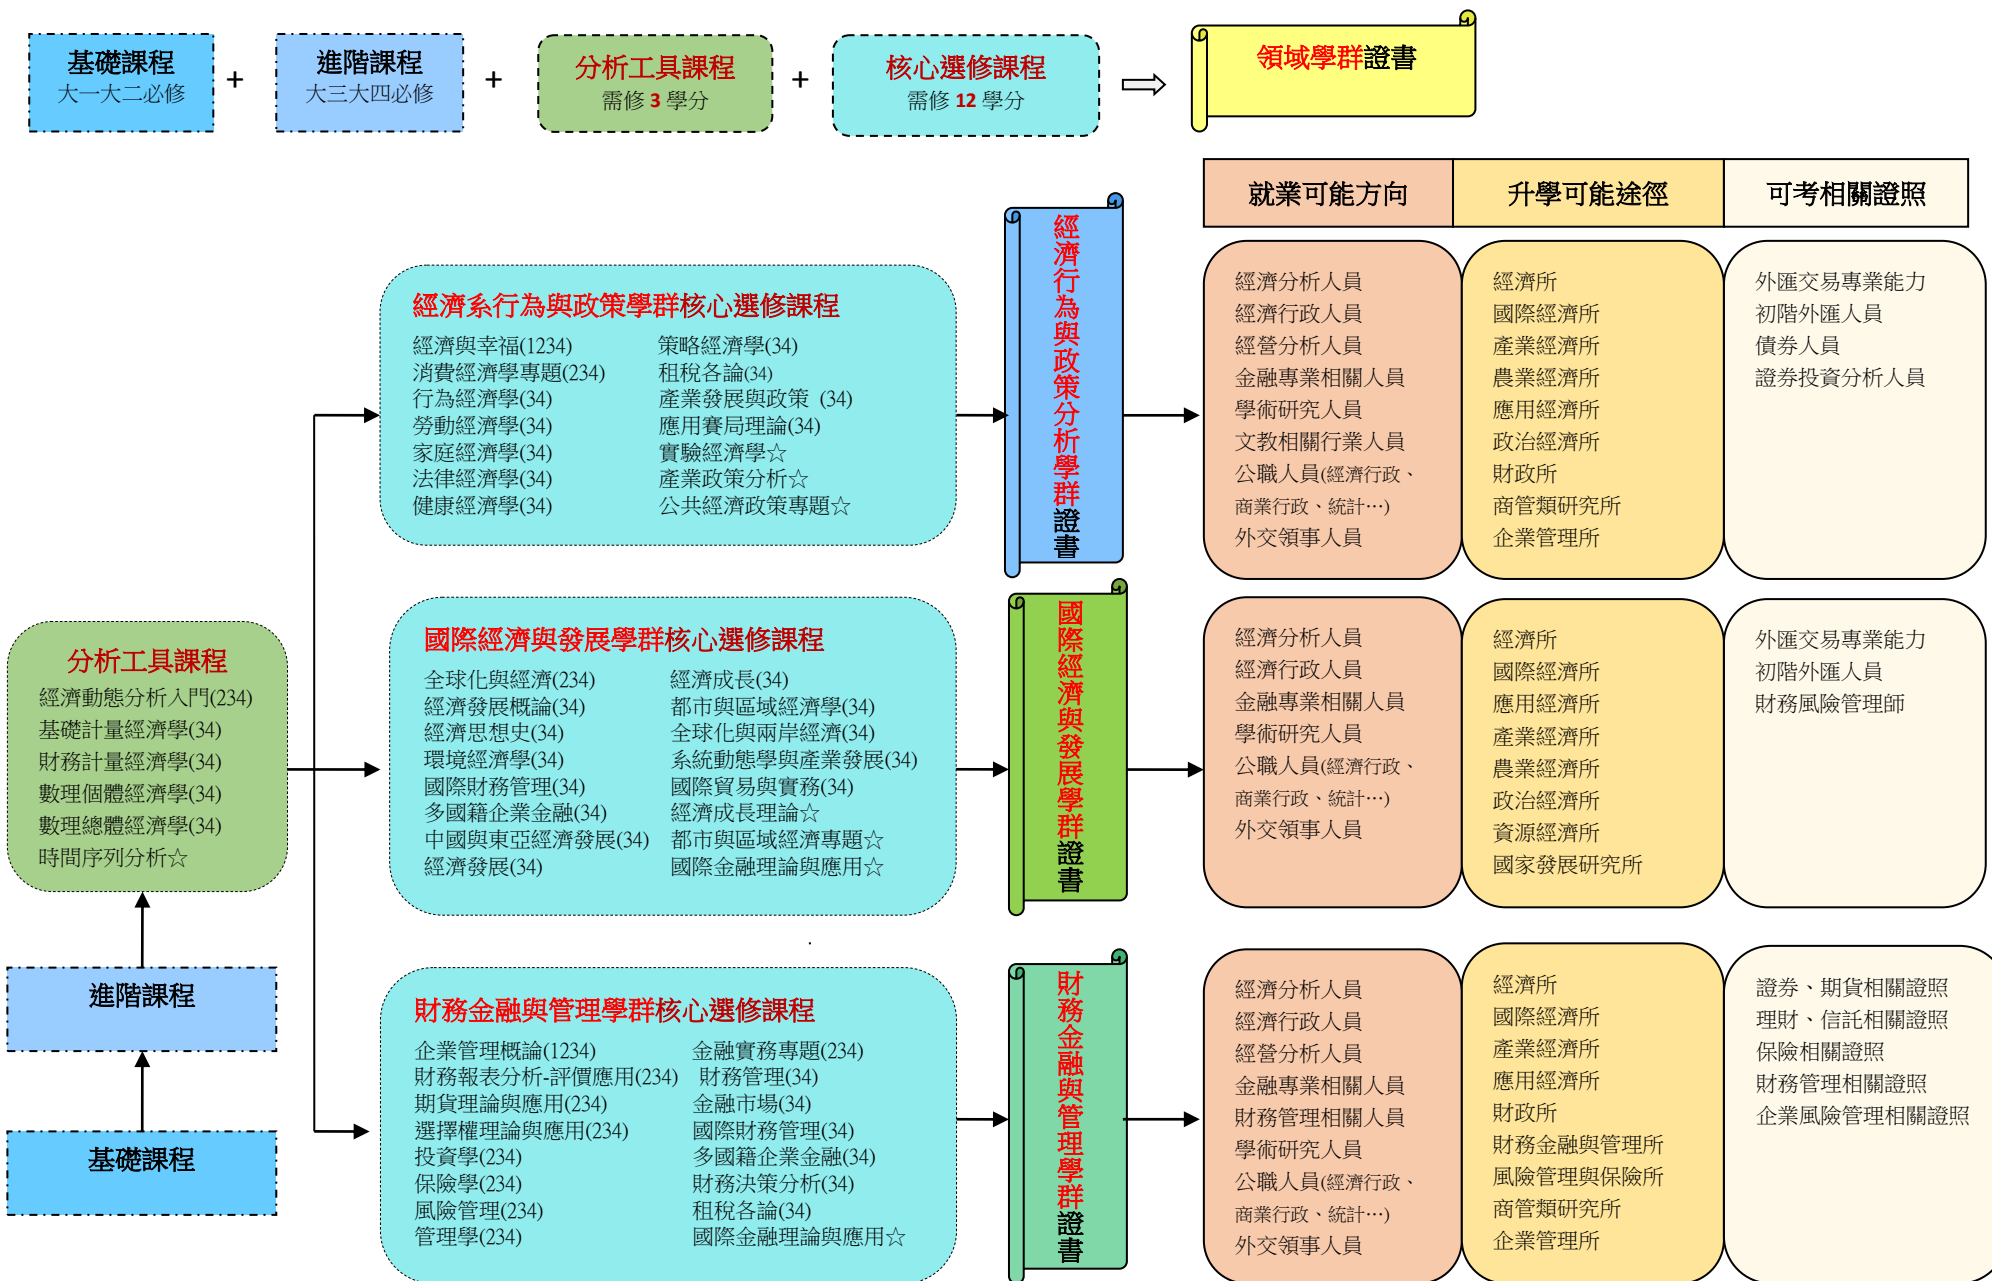 基礎課程
大一大二必修
+
進階課程
大三大四必修
+
分析工具課程
需修 3 學分
+
核心選修課程
需修 12 學分
領域學群證書
就業可能方向
升學可能途徑
可考相關證照
經濟系行為與政策學群核心選修課程
經濟與幸福(1234)
消費經濟學專題(234)
行為經濟學(34)
勞動經濟學(34)
家庭經濟學(34)
法律經濟學(34)
健康經濟學(34)
策略經濟學(34)
租稅各論(34)
產業發展與政策 (34)
應用賽局理論(34)
實驗經濟學☆
產業政策分析☆
公共經濟政策專題☆
經濟行為與政策分析學群證書
經濟分析人員
經濟行政人員
經營分析人員
金融專業相關人員
學術研究人員
文教相關行業人員
公職人員(經濟行政、
商業行政、統計…)
外交領事人員
經濟所
國際經濟所
產業經濟所
農業經濟所
應用經濟所
政治經濟所
財政所
商管類研究所
企業管理所
外匯交易專業能力
初階外匯人員
債券人員
證券投資分析人員
分析工具課程
經濟動態分析入門(234)
基礎計量經濟學(34)
財務計量經濟學(34)
數理個體經濟學(34)
數理總體經濟學(34)
時間序列分析☆
進階課程
基礎課程
國際經濟與發展學群核心選修課程
全球化與經濟(234)
經濟發展概論(34)
經濟思想史(34)
環境經濟學(34)
國際財務管理(34)
多國籍企業金融(34)
中國與東亞經濟發展(34)
經濟發展(34)
經濟成長(34)
都市與區域經濟學(34)
全球化與兩岸經濟(34)
系統動態學與產業發展(34)
國際貿易與實務(34)
經濟成長理論☆
都市與區域經濟專題☆
國際金融理論與應用☆
國際經濟與發展學群證書
經濟分析人員
經濟行政人員
金融專業相關人員
學術研究人員
公職人員(經濟行政、
商業行政、統計…)
外交領事人員
經濟所
國際經濟所
應用經濟所
產業經濟所
農業經濟所
政治經濟所
資源經濟所
國家發展研究所
外匯交易專業能力
初階外匯人員
財務風險管理師
財務金融與管理學群核心選修課程
企業管理概論(1234)
財務報表分析-評價應用(234)
期貨理論與應用(234)
選擇權理論與應用(234)
投資學(234)
保險學(234)
風險管理(234)
管理學(234)
金融實務專題(234)
財務管理(34)
金融市場(34)
國際財務管理(34)
多國籍企業金融(34)
財務決策分析(34)
租稅各論(34)
國際金融理論與應用☆
財務金融與管理學群證書
經濟分析人員
經濟行政人員
經營分析人員
金融專業相關人員
財務管理相關人員
學術研究人員
公職人員(經濟行政、
商業行政、統計…)
外交領事人員
經濟所
國際經濟所
產業經濟所
應用經濟所
財政所
財務金融與管理所
風險管理與保險所
商管類研究所
企業管理所
證券、期貨相關證照
理財、信託相關證照
保險相關證照
財務管理相關證照
企業風險管理相關證照